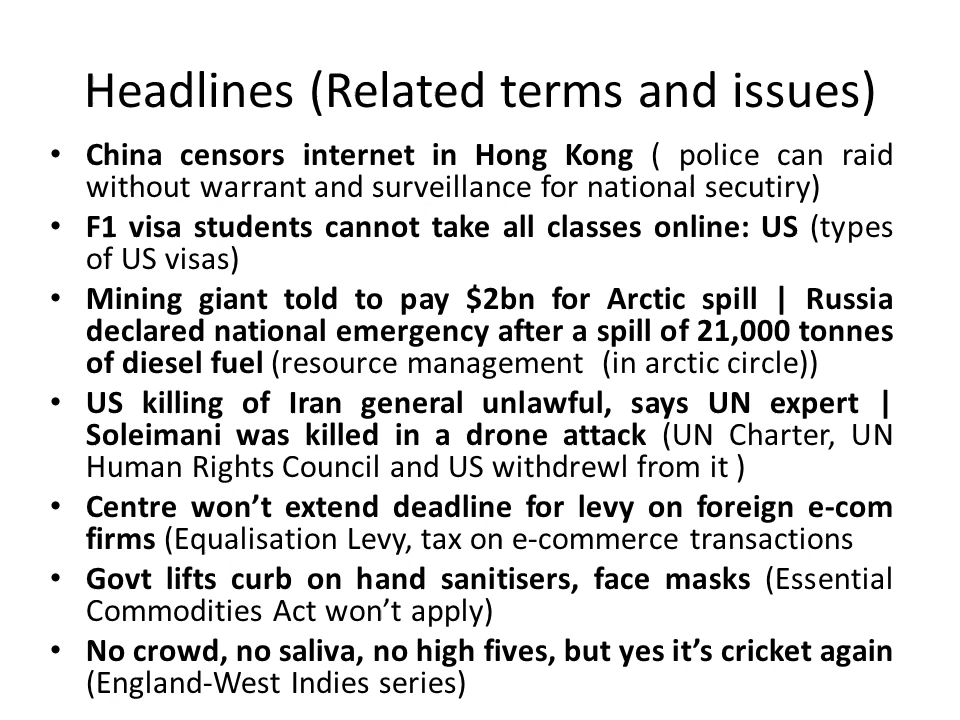 Headlines (Related terms and issues)
• China censors internet in Hong Kong ( police can raid
without warrant and surveillance for national secutiry)
• F1 visa students cannot take all classes online: US (types
of US visas)
• Mining giant told to pay $2bn for Arctic spill | Russia
declared national emergency after a spill of 21,000 tonnes
of diesel fuel (resource management (in arctic circle))
• US killing of Iran general unlawful, says UN expert |
Soleimani was killed in a drone attack (UN Charter, UN
Human Rights Council and US withdrewl from it )
• Centre won’t extend deadline for levy on foreign e-com
firms (Equalisation Levy, tax on e-commerce transactions
• Govt lifts curb on hand sanitisers, face masks (Essential
Commodities Act won’t apply)
• No crowd, no saliva, no high fives, but yes it’s cricket again
(England-West Indies series)